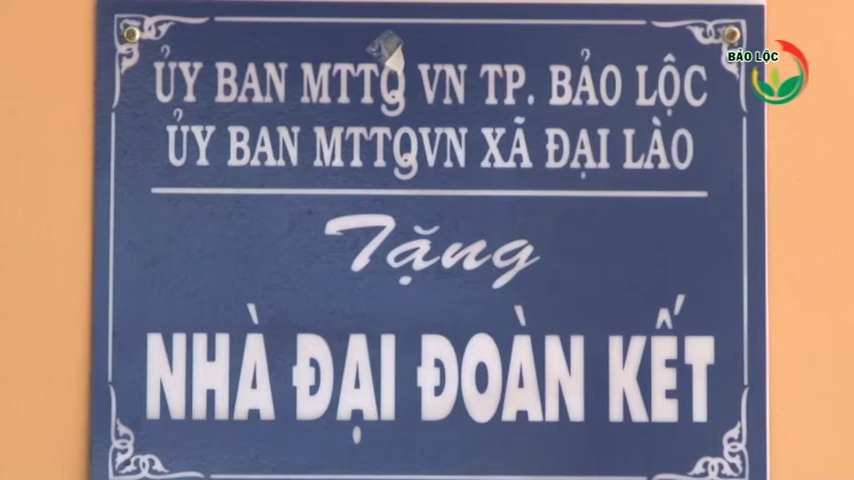 BẢO LỘC
ỦY BAN MTTQ VN TP. BẢO LỘC
ỦY BAN MTTQVN XÃ ĐẠI LÀO
Tặng
NHÀ ĐẠI ĐOÀN KẾT